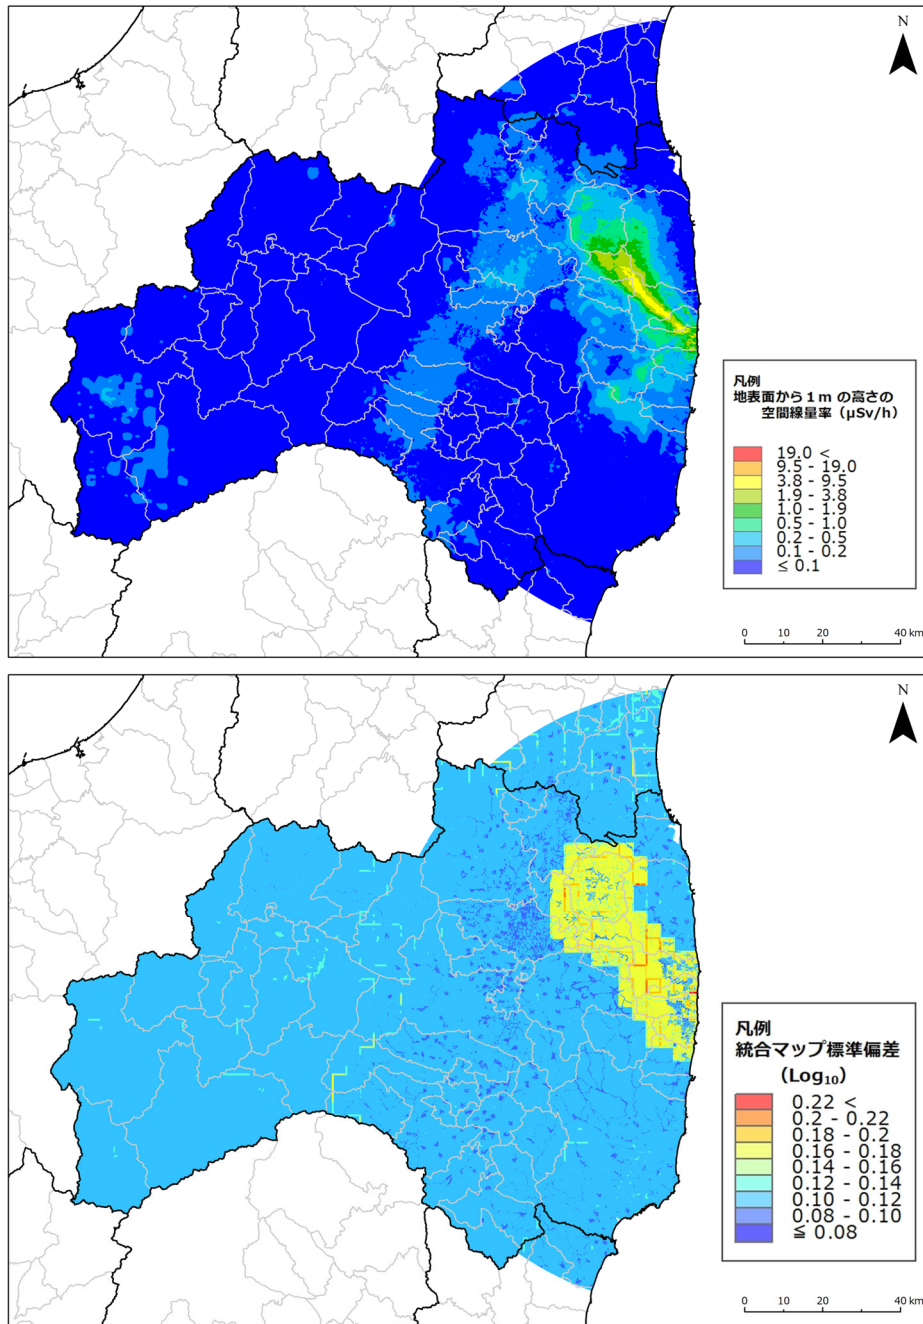 N
凡例
地表面から1mの高さの
空間線量率（μSv/h）
19.0 <
9.5 - 19.0
3.8 - 9.5
1.9 - 3.8
1.0 - 1.9
0.5 - 1.0
0.2 - 0.5
0.1 - 0.2
≦ 0.1
0 10 20 40 km
N
凡例
統合マップ標準偏差
（Log₁₀）
0.22 <
0.2 - 0.22
0.18 - 0.2
0.16 - 0.18
0.14 - 0.16
0.12 - 0.14
0.10 - 0.12
0.08 - 0.10
≦ 0.08
0 10 20 40 km